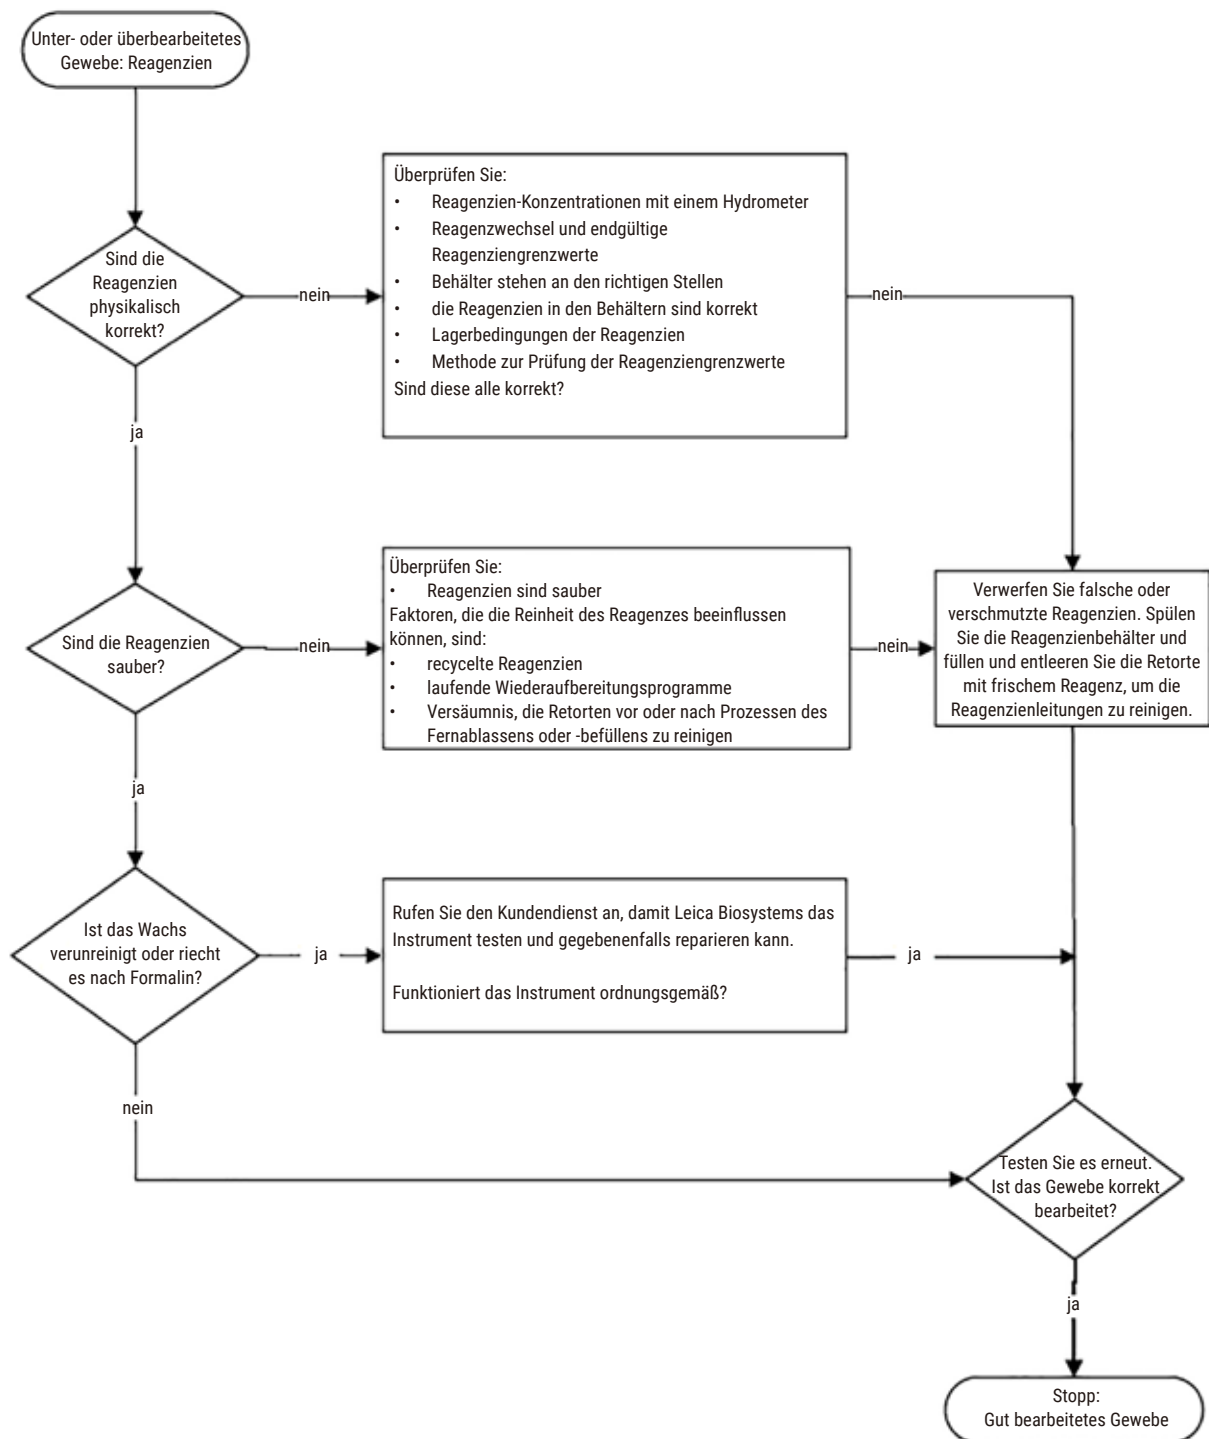 Unter- oder überbearbeitetes
Gewebe: Reagenzien
Überprüfen Sie:
• Reagenzien-Konzentrationen mit einem Hydrometer
• Reagenzwechsel und endgültige
Reagenziengrenzwerte
• Behälter stehen an den richtigen Stellen
• die Reagenzien in den Behältern sind korrekt
• Lagerbedingungen der Reagenzien
• Methode zur Prüfung der Reagenziengrenzwerte
Sind diese alle korrekt?
Sind die
Reagenzien
physikalisch
korrekt?
nein
nein
ja
Überprüfen Sie:
• Reagenzien sind sauber
Faktoren, die die Reinheit des Reagenzes beeinflussen
können, sind:
• recycelte Reagenzien
• laufende Wiederaufbereitungsprogramme
• Versäumnis, die Retorten vor oder nach Prozessen des
Fernablassens oder -befüllens zu reinigen
Sind die Reagenzien
sauber?
nein
nein
Verwerfen Sie falsche oder
verschmutzte Reagenzien. Spülen
Sie die Reagenzienbehälter und
füllen und entleeren Sie die Retorte
mit frischem Reagenz, um die
Reagenzienleitungen zu reinigen.
ja
Ist das Wachs
verunreinigt oder riecht
es nach Formalin?
ja
Rufen Sie den Kundendienst an, damit Leica Biosystems das
Instrument testen und gegebenenfalls reparieren kann.
Funktioniert das Instrument ordnungsgemäß?
ja
nein
Testen Sie es erneut.
Ist das Gewebe korrekt
bearbeitet?
ja
Stopp:
Gut bearbeitetes Gewebe